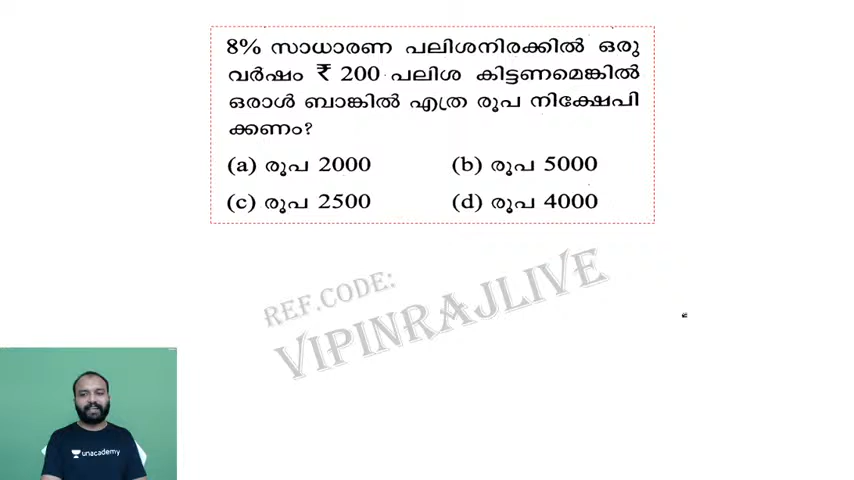 8% സാധാരണ പലിശനിരക്കിൽ ഒരു
വർഷം ₹ 200 പലിശ കിട്ടണമെങ്കിൽ
ഒരാൾ ബാങ്കിൽ എത്ര രൂപ നിക്ഷേപി
ക്കണം?
(a) രൂപ 2000 (b) രൂപ 5000
(c) രൂപ 2500 (d) രൂപ 4000
REF.CODE:
VIPINRAJLIVE
unacademy